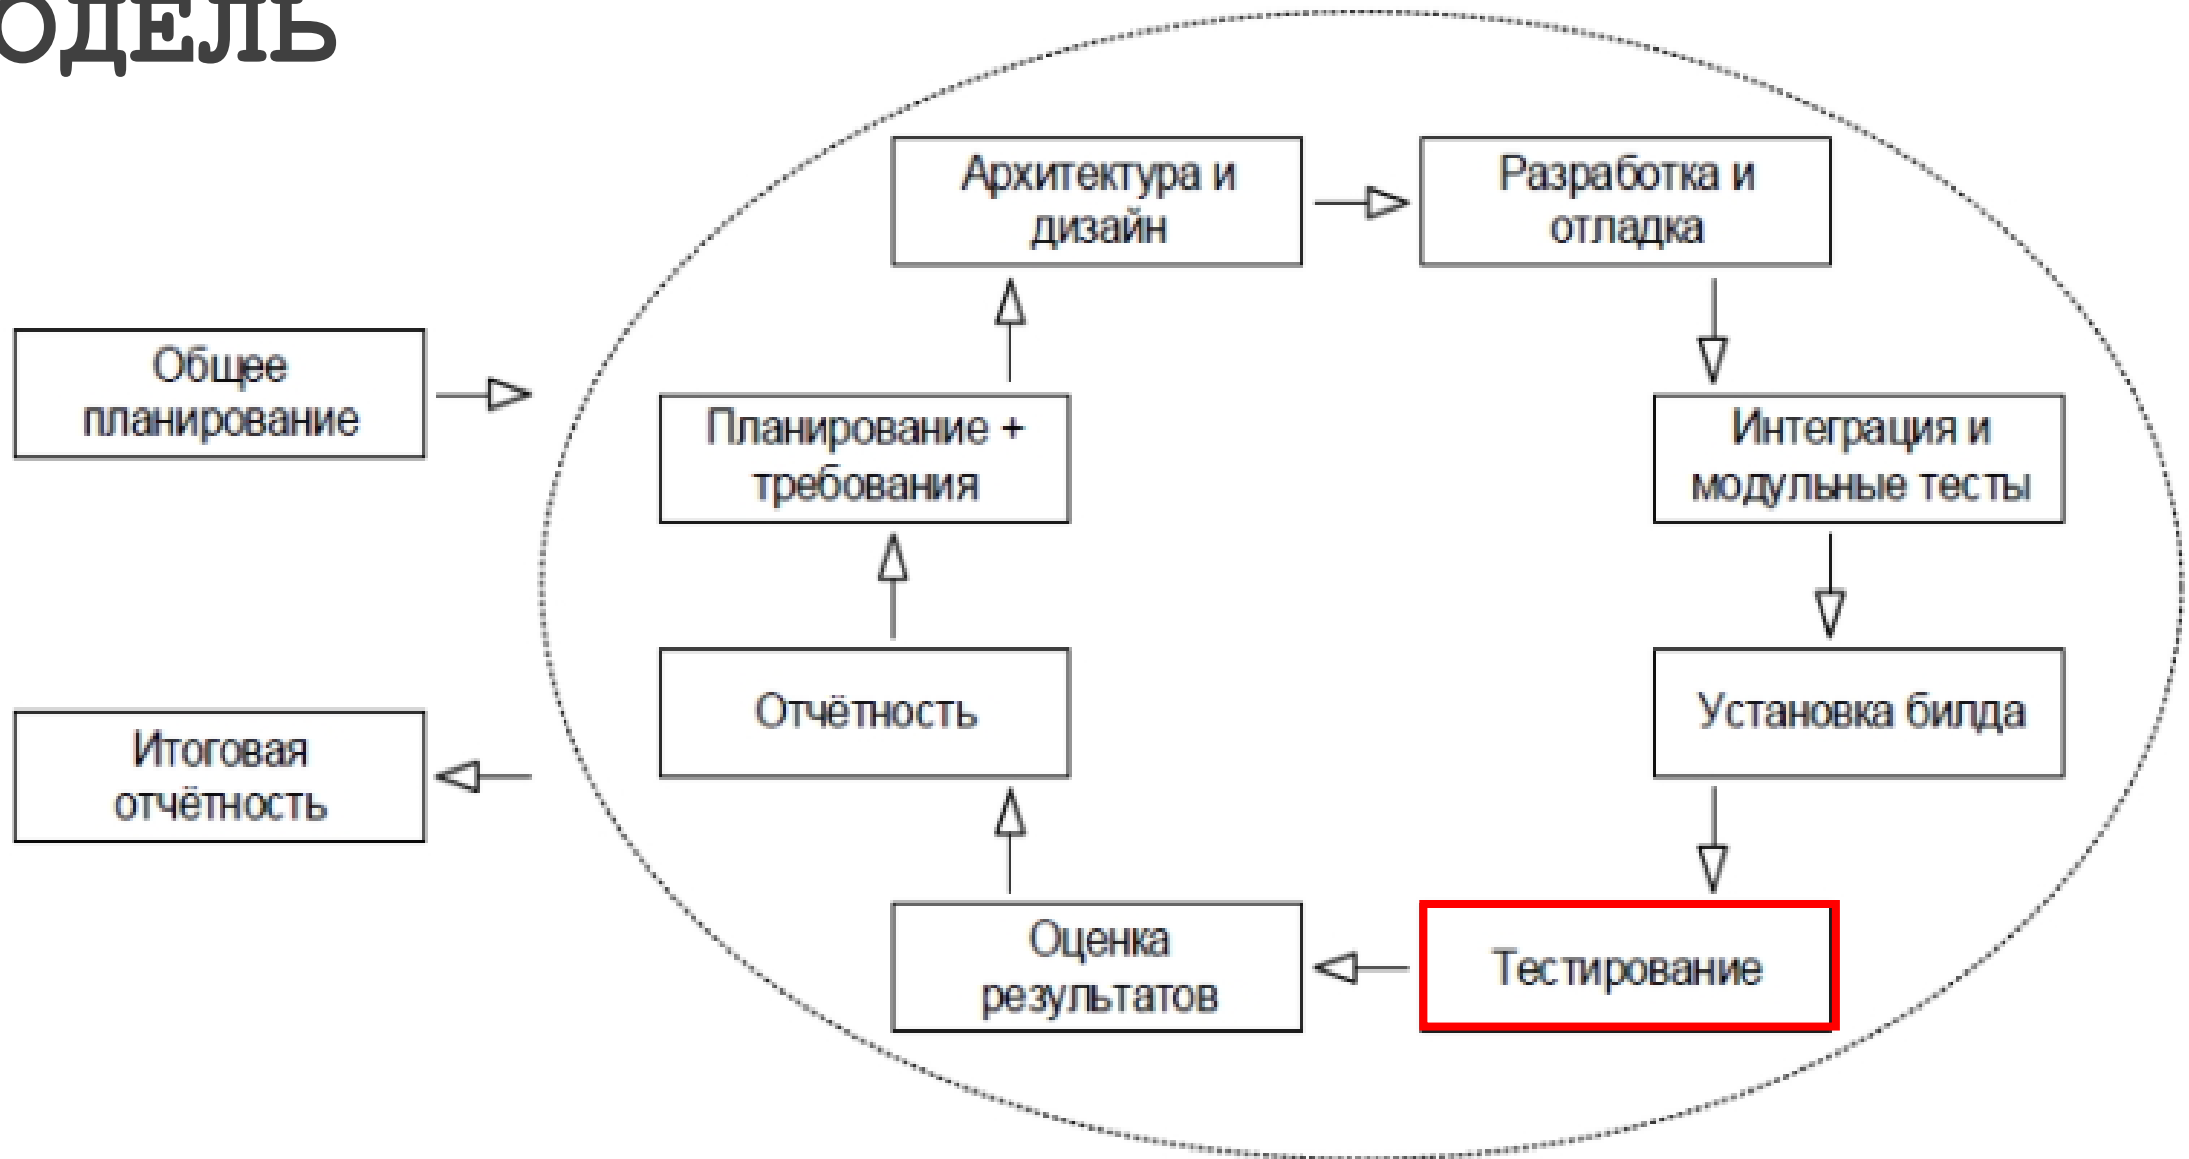 ОДЕЛЬ
Архитектура и
дизайн
Разработка и
отладка
Общее
планирование
Планирование +
требования
Интеграция и
модульные тесты
Отчётность
Установка билда
Итоговая
отчётность
Оценка
результатов
Тестирование